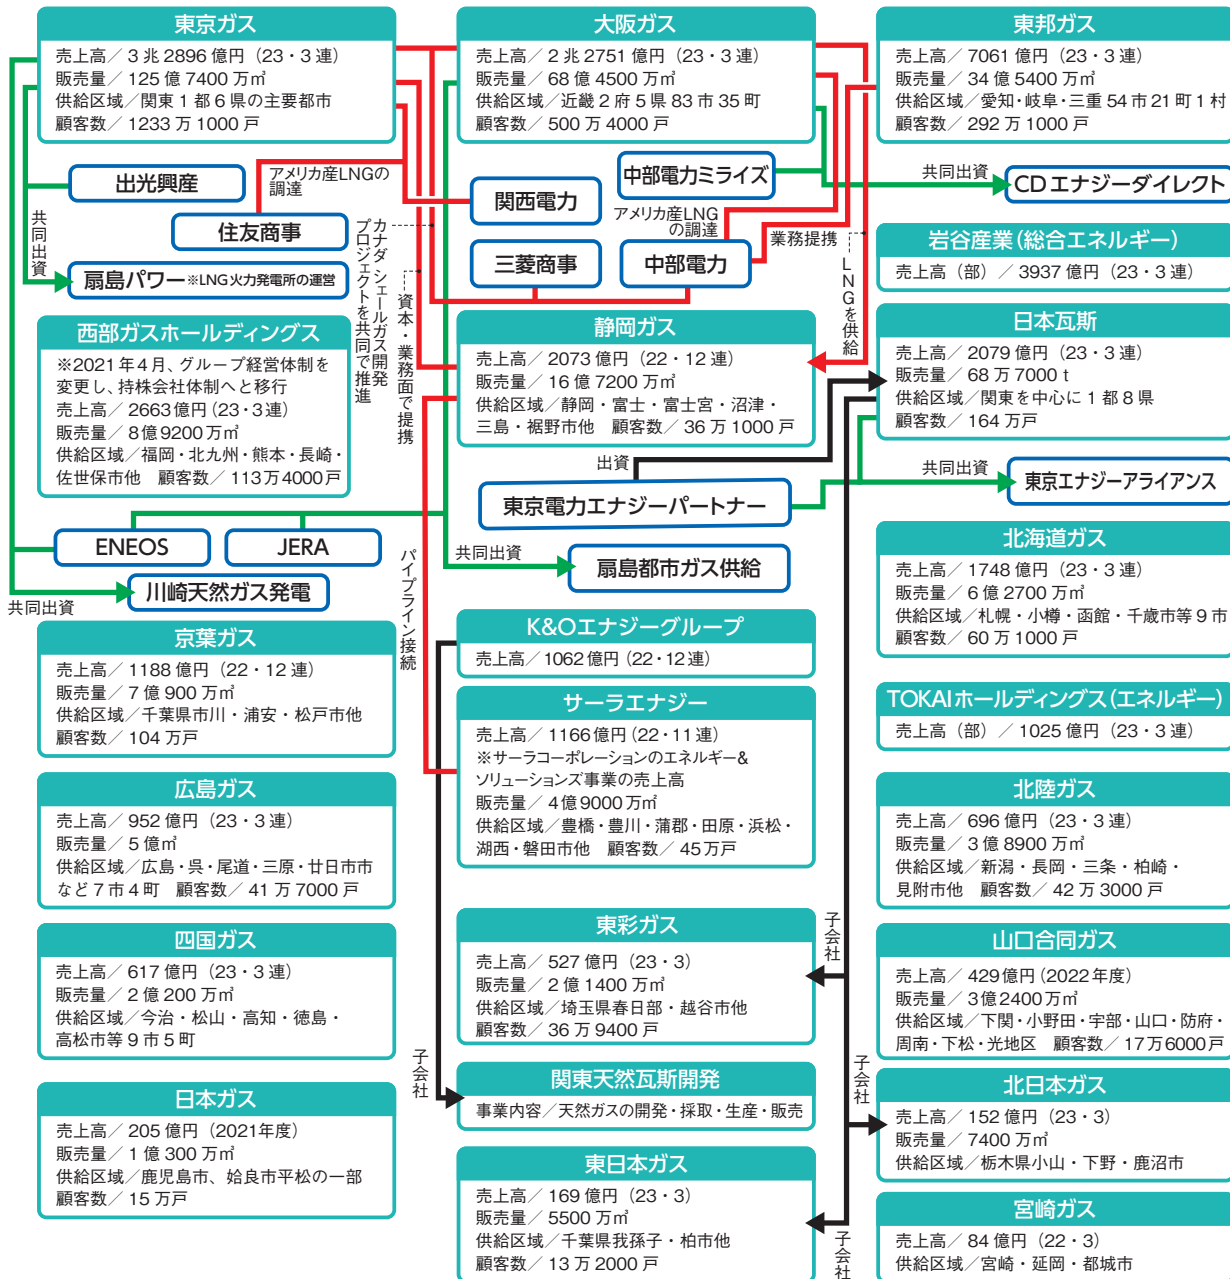 東京ガス
売上高／3兆2896億円（23・3連）
販売量／125億7400万㎥
供給区域／関東1都6県の主要都市
顧客数／1233万1000戸
大阪ガス
売上高／2兆2751億円（23・3連）
販売量／68億4500万㎥
供給区域／近畿2府5県83市35町
顧客数／500万4000戸
東邦ガス
売上高／7061億円（23・3連）
販売量／34億5400万㎥
供給区域／愛知・岐阜・三重54市21町1村
顧客数／292万1000戸
出光興産
アメリカ産LNGの
調達
住友商事
共同出資
扇島パワー※LNG火力発電所の運営
関西電力
三菱商事
中部電力ミライズ
アメリカ産LNG
の調達
中部電力
業務提携
共同出資
CDエナジーダイレクト
カナダ シェールガス開発
プロジェクトを共同で推進
資本・業務面で提携
LNGを供給
岩谷産業（総合エネルギー）
売上高（部）／3937億円（23・3連）
西部ガスホールディングス
※2021年4月、グループ経営体制を
変更し、持株会社体制へと移行
売上高／2663億円（23・3連）
販売量／8億9200万㎥
供給区域／福岡・北九州・熊本・長崎・
佐世保市他　顧客数／113万4000戸
静岡ガス
売上高／2073億円（22・12連）
販売量／16億7200万㎥
供給区域／静岡・富士・富士宮・沼津・
三島・裾野市他　顧客数／36万1000戸
日本瓦斯
売上高／2079億円（23・3連）
販売量／68万7000t
供給区域／関東を中心に1都8県
顧客数／164万戸
出資
東京電力エナジーパートナー
共同出資
東京エナジーアライアンス
ENEOS
JERA
共同出資
川崎天然ガス発電
共同出資
扇島都市ガス供給
パイプライン接続
北海道ガス
売上高／1748億円（23・3連）
販売量／6億2700万㎥
供給区域／札幌・小樽・函館・千歳市等9市
顧客数／60万1000戸
京葉ガス
売上高／1188億円（22・12連）
販売量／7億900万㎥
供給区域／千葉県市川・浦安・松戸市他
顧客数／104万戸
K&Oエナジーグループ
売上高／1062億円（22・12連）
サーラエナジー
売上高／1166億円（22・11連）
※サーラコーポレーションのエネルギー&
ソリューションズ事業の売上高
販売量／4億9000万㎥
供給区域／豊橋・豊川・蒲郡・田原・浜松・
湖西・磐田市他　顧客数／45万戸
TOKAIホールディングス（エネルギー）
売上高（部）／1025億円（23・3連）
広島ガス
売上高／952億円（23・3連）
販売量／5億㎥
供給区域／広島・呉・尾道・三原・廿日市市
など7市4町　顧客数／41万7000戸
北陸ガス
売上高／696億円（23・3連）
販売量／3億8900万㎥
供給区域／新潟・長岡・三条・柏崎・
見附市他　顧客数／42万3000戸
四国ガス
売上高／617億円（23・3連）
販売量／2億200万㎥
供給区域／今治・松山・高知・徳島・
高松市等9市5町
東彩ガス
売上高／527億円（23・3）
販売量／2億1400万㎥
供給区域／埼玉県春日部・越谷市他
顧客数／36万9400戸
子会社
山口合同ガス
売上高／429億円（2022年度）
販売量／3億2400万㎥
供給区域／下関・小野田・宇部・山口・防府・
周南・下松・光地区　顧客数／17万6000戸
日本ガス
売上高／205億円（2021年度）
販売量／1億300万㎥
供給区域／鹿児島市、姶良市平松の一部
顧客数／15万戸
子会社
関東天然瓦斯開発
事業内容／天然ガスの開発・採取・生産・販売
子会社
北日本ガス
売上高／152億円（23・3）
販売量／7400万㎥
供給区域／栃木県小山・下野・鹿沼市
東日本ガス
売上高／169億円（23・3）
販売量／5500万㎥
供給区域／千葉県我孫子・柏市他
顧客数／13万2000戸
子会社
宮崎ガス
売上高／84億円（22・3）
供給区域／宮崎・延岡・都城市